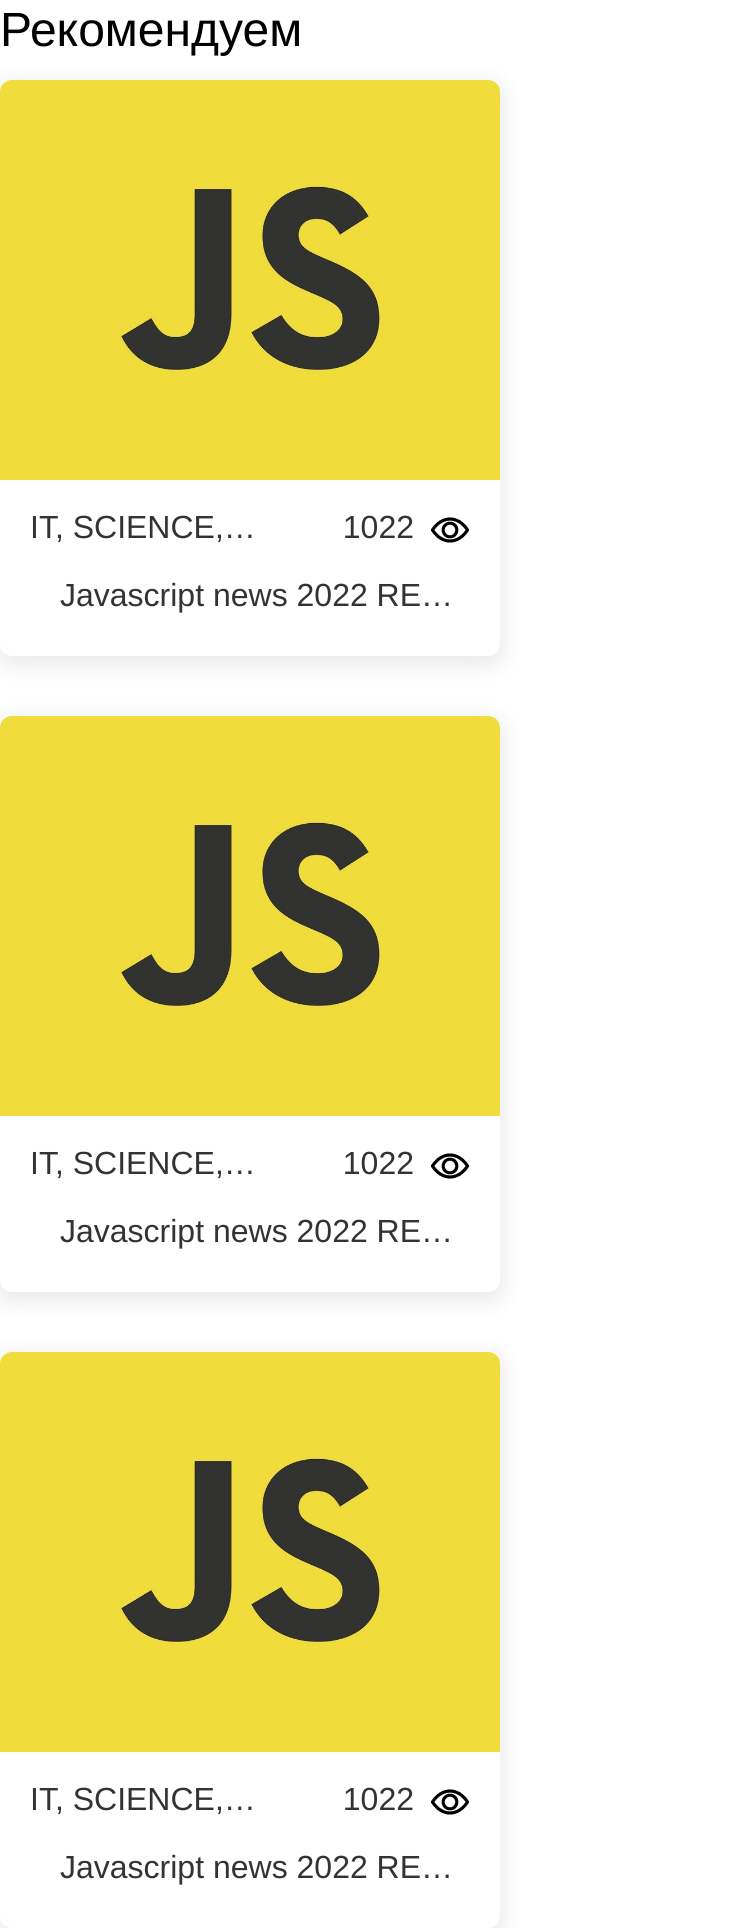 Рекомендуем
JS
IT, SCIENCE,… 1022
Javascript news 2022 RE…
JS
IT, SCIENCE,… 1022
Javascript news 2022 RE…
JS
IT, SCIENCE,… 1022
Javascript news 2022 RE…